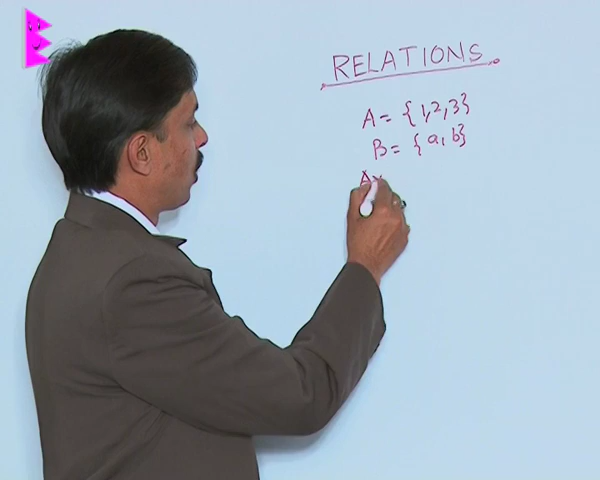 RELATIONS
A = {1,2,3}
B = {a, b}
A×